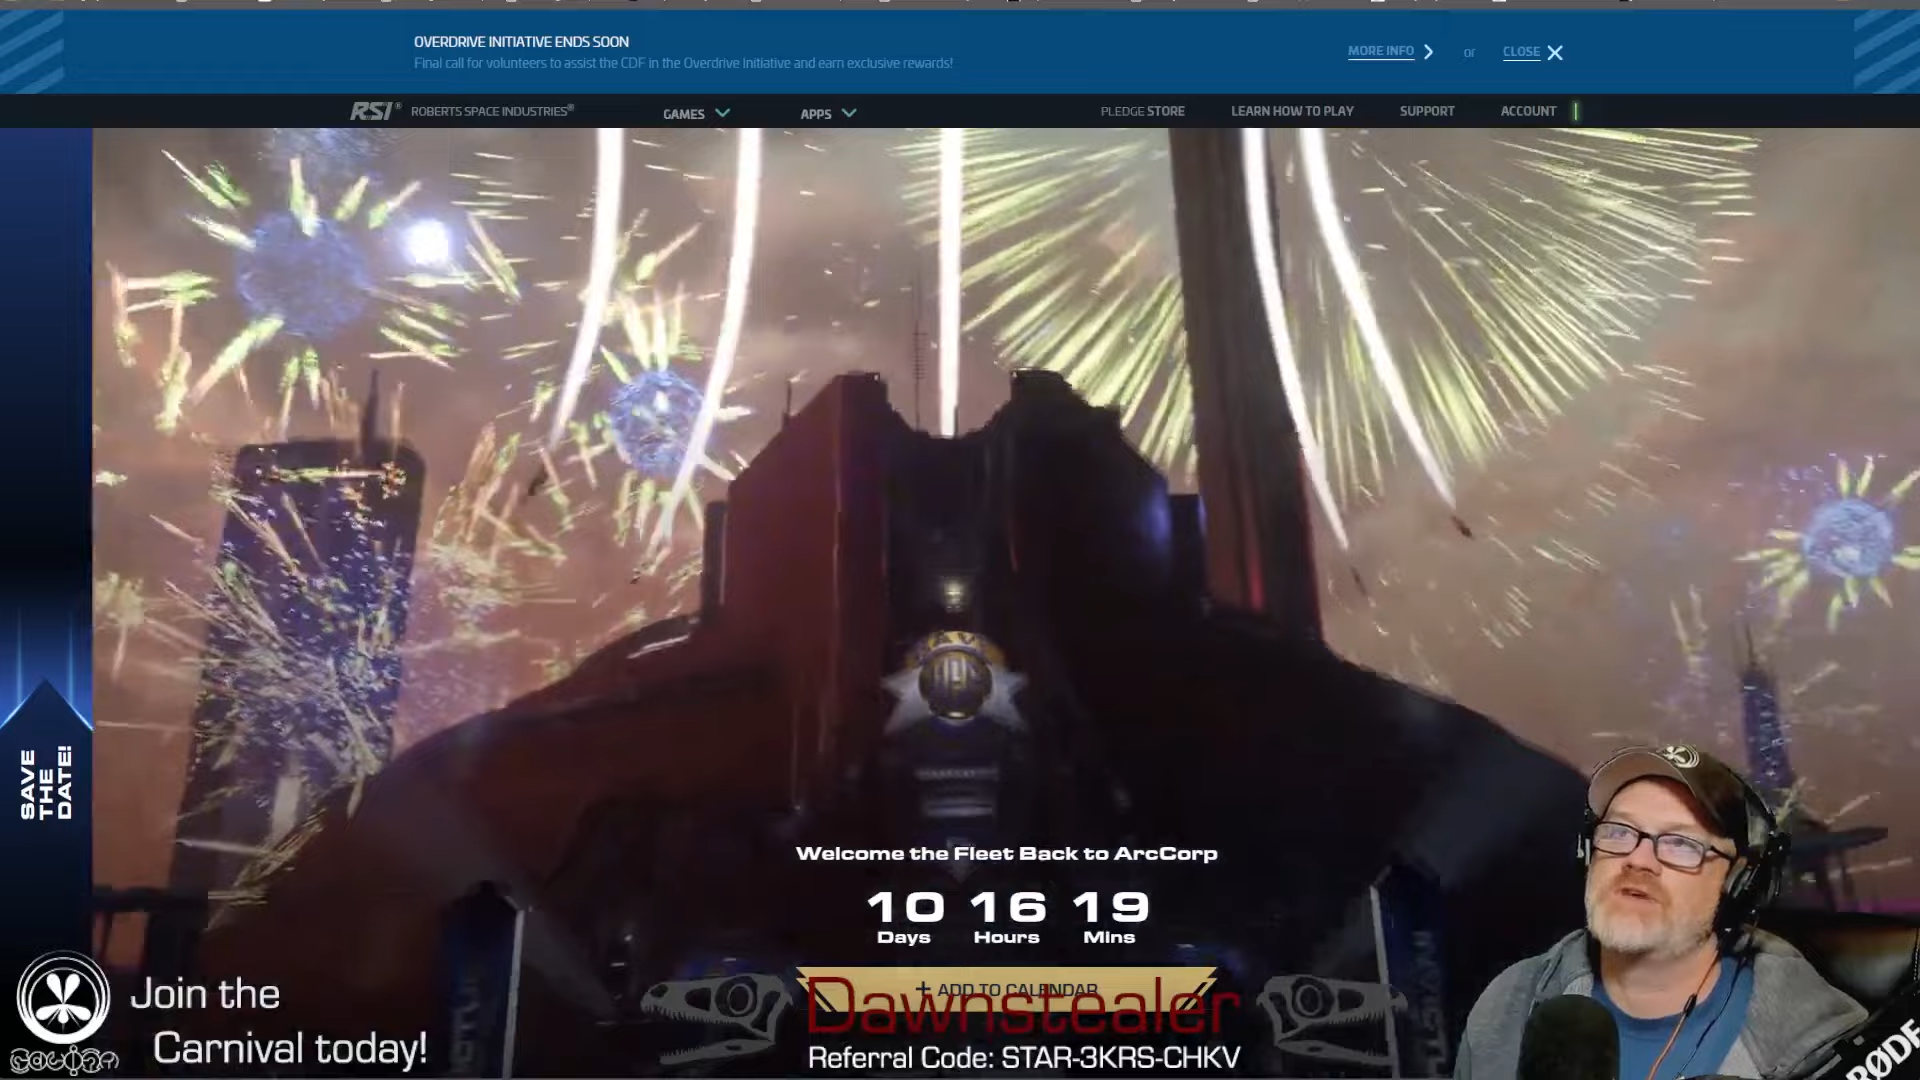 OVERDRIVE INITIATIVE ENDS SOON
Final call for volunteers to assist the CDF in the Overdrive Initiative and earn exclusive rewards!
MORE INFO or CLOSE
RSI® ROBERTS SPACE INDUSTRIES® GAMES APPS PLEDGE STORE LEARN HOW TO PLAY SUPPORT ACCOUNT
SAVE
THE
DATE!
Welcome the Fleet Back to ArcCorp
10 16 19
Days Hours Mins
+ ADD TO CALENDAR
Dawnstealer
Referral Code: STAR-3KRS-CHKV
Join the
Carnival today!
RØDE